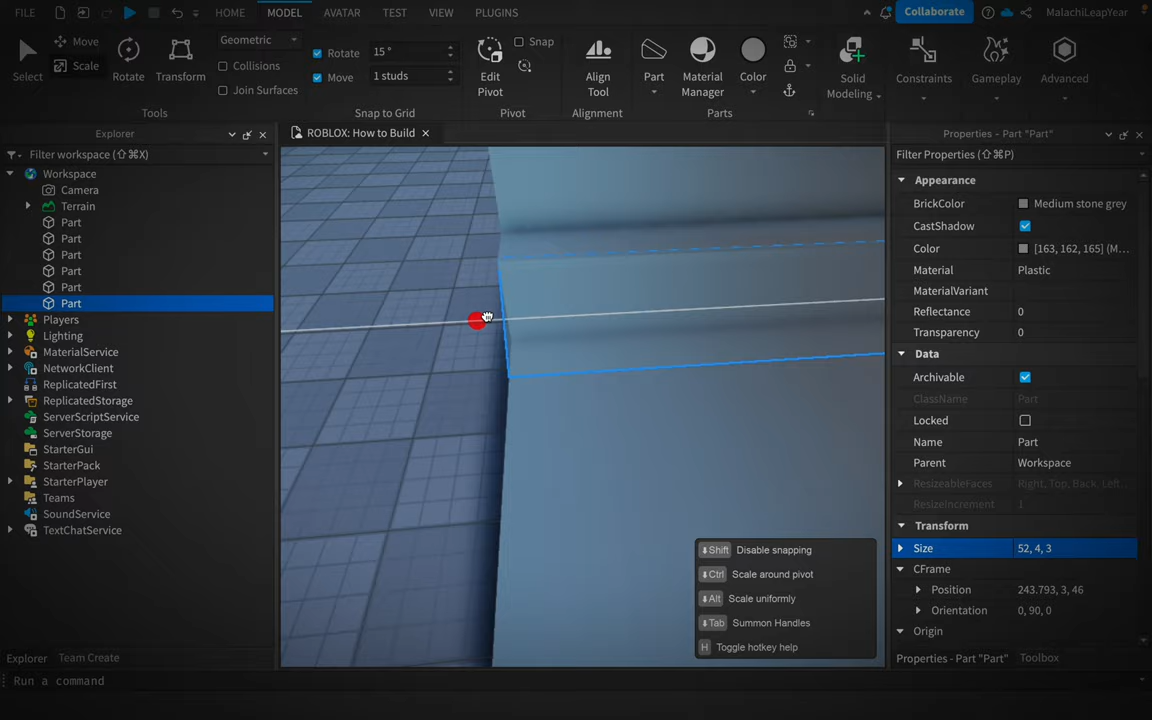 FILE HOME MODEL AVATAR TEST VIEW PLUGINS Collaborate MalachiLeapYear
Select Move Scale Rotate Transform
Tools
Geometric
Collisions
Join Surfaces
Rotate 15 °
Move 1 studs
Snap to Grid
Edit Pivot Snap
Pivot
Align Tool
Alignment
Part Material Manager Color
Parts
Solid Modeling
Constraints
Gameplay
Advanced
Explorer
Filter workspace (⇧⌘X)
Workspace
Camera
Terrain
Part
Part
Part
Part
Part
Part
Players
Lighting
MaterialService
NetworkClient
ReplicatedFirst
ReplicatedStorage
ServerScriptService
ServerStorage
StarterGui
StarterPack
StarterPlayer
Teams
SoundService
TextChatService
Explorer Team Create
Run a command
ROBLOX: How to Build
Shift Disable snapping
Ctrl Scale around pivot
Alt Scale uniformly
Tab Summon Handles
H Toggle hotkey help
Properties - Part "Part"
Filter Properties (⇧⌘P)
Appearance
BrickColor Medium stone grey
CastShadow
Color [163, 162, 165] (M...
Material Plastic
MaterialVariant
Reflectance 0
Transparency 0
Data
Archivable
ClassName Part
Locked
Name Part
Parent Workspace
ResizeableFaces Right, Top, Back, Left...
ResizeIncrement 1
Transform
Size 52, 4, 3
CFrame
Position 243.793, 3, 46
Orientation 0, 90, 0
Origin
Properties - Part "Part" Toolbox